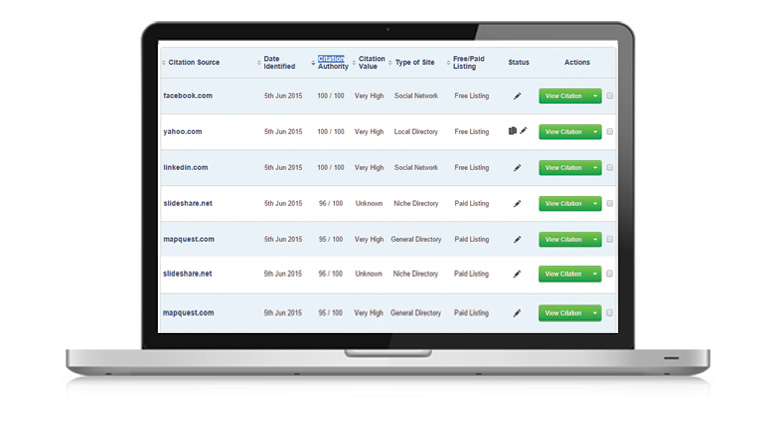 Citation Source Date Identified Citation Authority Citation Value Type of Site Free/Paid Listing Status Actions
facebook.com 5th Jun 2015 100 / 100 Very High Social Network Free Listing View Citation
yahoo.com 5th Jun 2015 100 / 100 Very High Local Directory Free Listing View Citation
linkedin.com 5th Jun 2015 100 / 100 Very High Social Network Free Listing View Citation
slideshare.net 5th Jun 2015 96 / 100 Unknown Niche Directory Paid Listing View Citation
mapquest.com 5th Jun 2015 95 / 100 Very High General Directory Paid Listing View Citation
slideshare.net 5th Jun 2015 96 / 100 Unknown Niche Directory Paid Listing View Citation
mapquest.com 5th Jun 2015 95 / 100 Very High General Directory Paid Listing View Citation